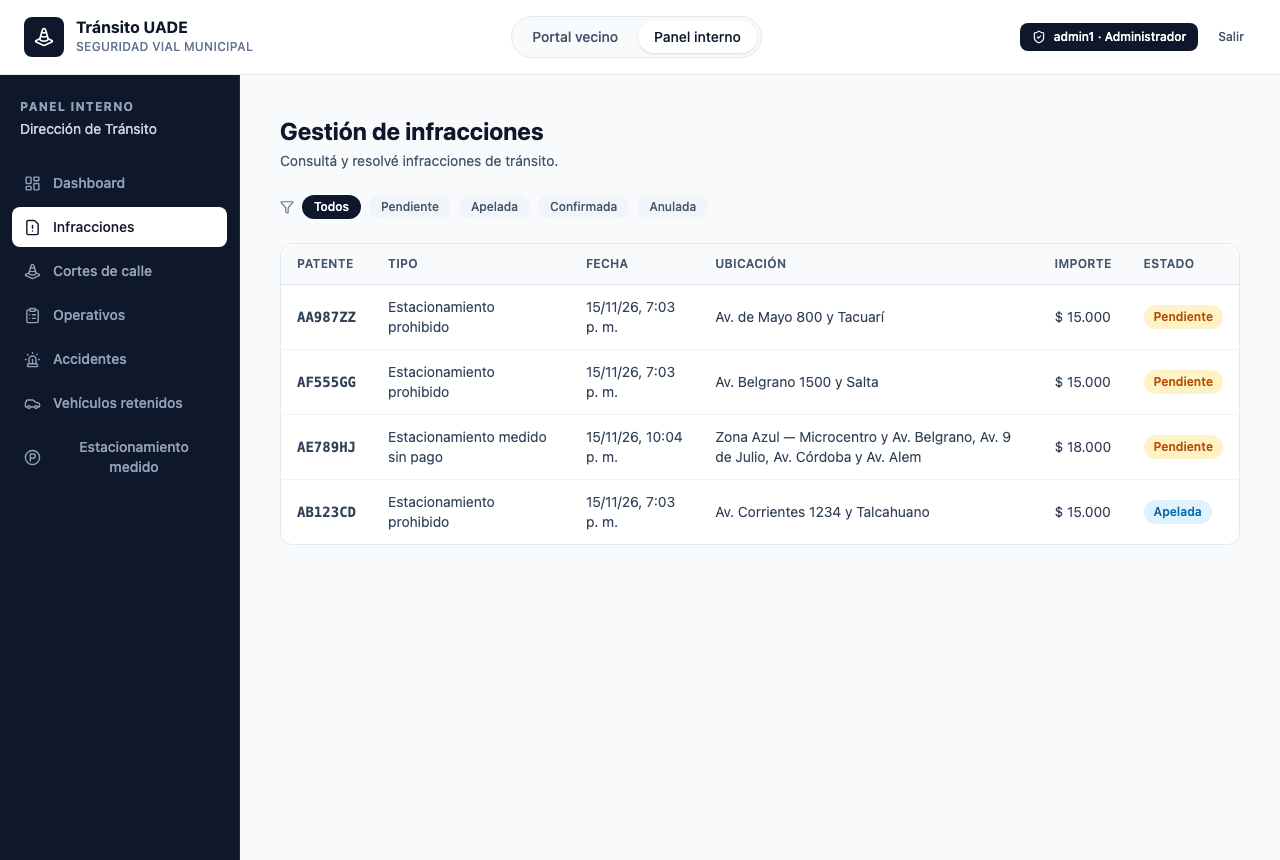 Tránsito UADE
SEGURIDAD VIAL MUNICIPAL
Portal vecino
Panel interno
admin1 · Administrador
Salir
PANEL INTERNO
Dirección de Tránsito
Dashboard
Infracciones
Cortes de calle
Operativos
Accidentes
Vehículos retenidos
Estacionamiento
medido
Gestión de infracciones
Consultá y resolvé infracciones de tránsito.
Todos
Pendiente
Apelada
Confirmada
Anulada
PATENTE TIPO FECHA UBICACIÓN IMPORTE ESTADO
AA987ZZ
Estacionamiento
prohibido
15/11/26, 7:03
p. m.
Av. de Mayo 800 y Tacuarí
$ 15.000
Pendiente
AF555GG
Estacionamiento
prohibido
15/11/26, 7:03
p. m.
Av. Belgrano 1500 y Salta
$ 15.000
Pendiente
AE789HJ
Estacionamiento medido
sin pago
15/11/26, 10:04
p. m.
Zona Azul — Microcentro y Av. Belgrano, Av. 9
de Julio, Av. Córdoba y Av. Alem
$ 18.000
Pendiente
AB123CD
Estacionamiento
prohibido
15/11/26, 7:03
p. m.
Av. Corrientes 1234 y Talcahuano
$ 15.000
Apelada